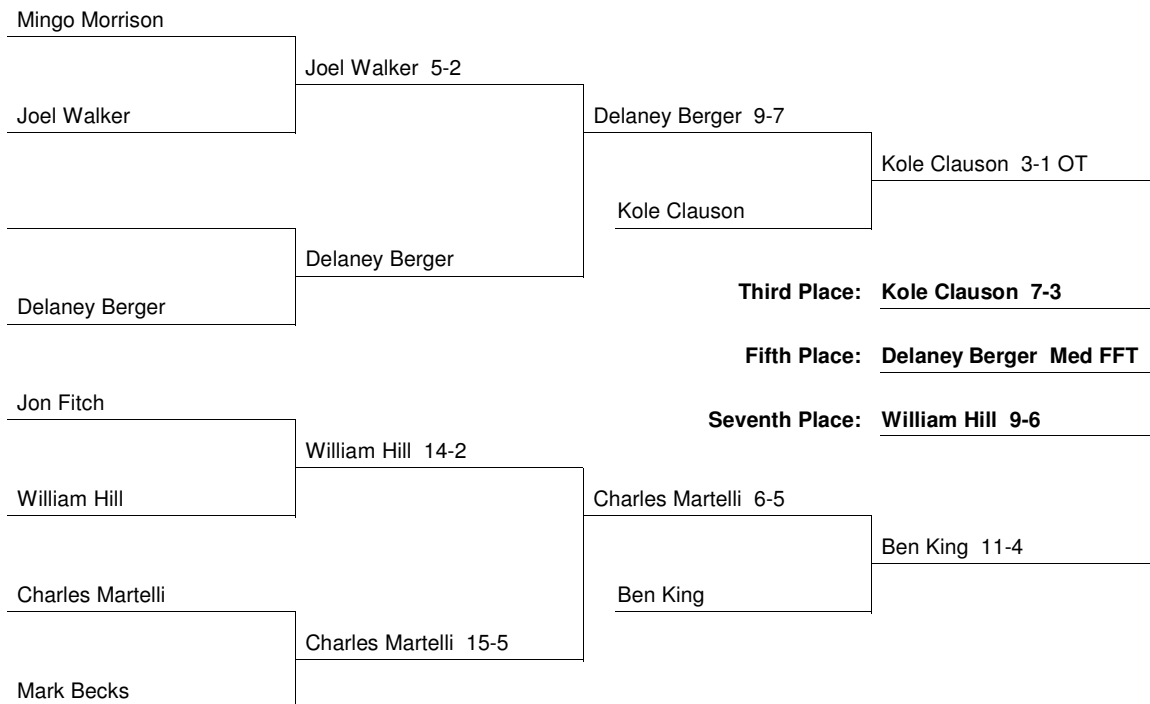 Mingo Morrison
Joel Walker 5-2
Joel Walker
Delaney Berger 9-7
Kole Clauson 3-1 OT
Kole Clauson
Delaney Berger
Third Place: Kole Clauson 7-3
Delaney Berger
Fifth Place: Delaney Berger Med FFT
Jon Fitch
Seventh Place: William Hill 9-6
William Hill 14-2
William Hill
Charles Martelli 6-5
Ben King 11-4
Charles Martelli
Ben King
Charles Martelli 15-5
Mark Becks